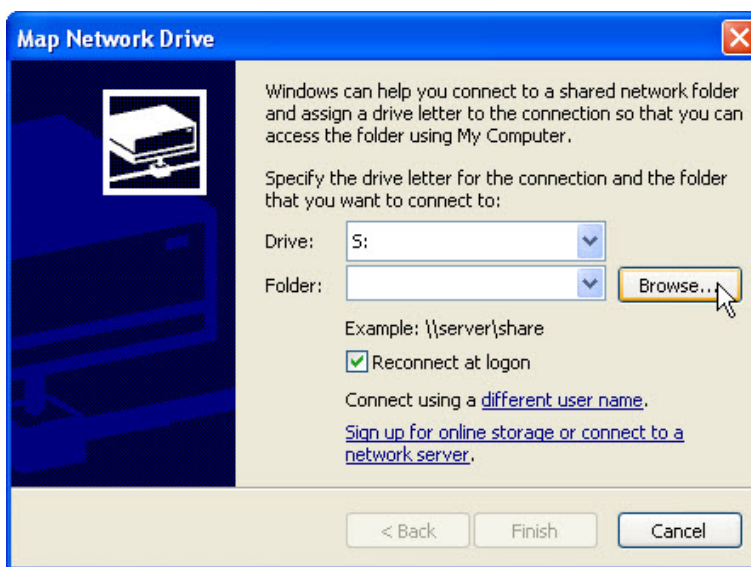 Map Network Drive
Windows can help you connect to a shared network folder
and assign a drive letter to the connection so that you can
access the folder using My Computer.
Specify the drive letter for the connection and the folder
that you want to connect to:
Drive: S:
Folder: Browse...
Example: \\server\share
Reconnect at logon
Connect using a different user name.
Sign up for online storage or connect to a
network server.
< Back Finish Cancel